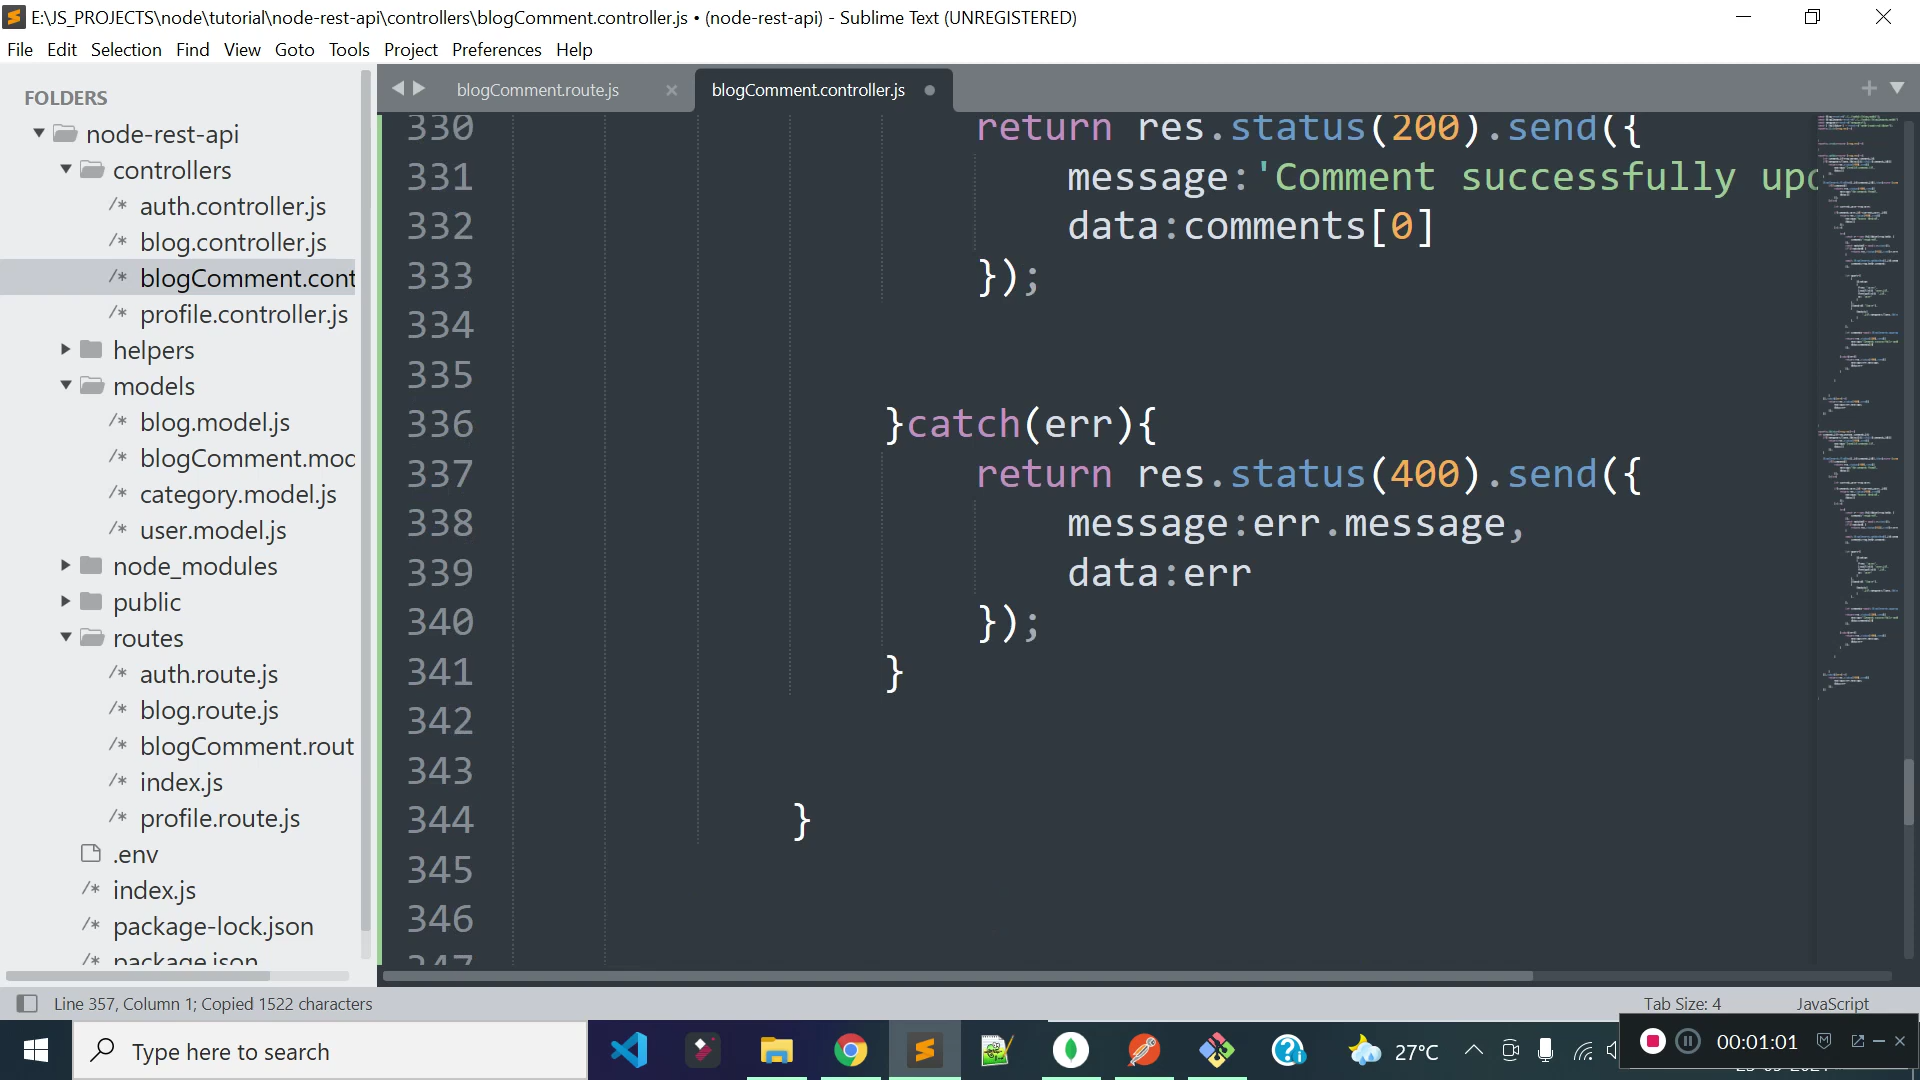 E:\JS_PROJECTS\node\tutorial\node-rest-api\controllers\blogComment.controller.js • (node-rest-api) - Sublime Text (UNREGISTERED)
File Edit Selection Find View Goto Tools Project Preferences Help
FOLDERS
node-rest-api
controllers
/* auth.controller.js
/* blog.controller.js
/* blogComment.cont
/* profile.controller.js
helpers
models
/* blog.model.js
/* blogComment.mod
/* category.model.js
/* user.model.js
node_modules
public
routes
/* auth.route.js
/* blog.route.js
/* blogComment.rout
/* index.js
/* profile.route.js
.env
/* index.js
/* package-lock.json
/* package.json
blogComment.route.js
blogComment.controller.js
330 return res.status(200).send({
331 message:'Comment successfully upd
332 data:comments[0]
333 });
334
335
336 }catch(err){
337 return res.status(400).send({
338 message:err.message,
339 data:err
340 });
341 }
342
343
344 }
345
346
347
Line 357, Column 1; Copied 1522 characters
Tab Size: 4
JavaScript
Type here to search
27°C
00:01:01